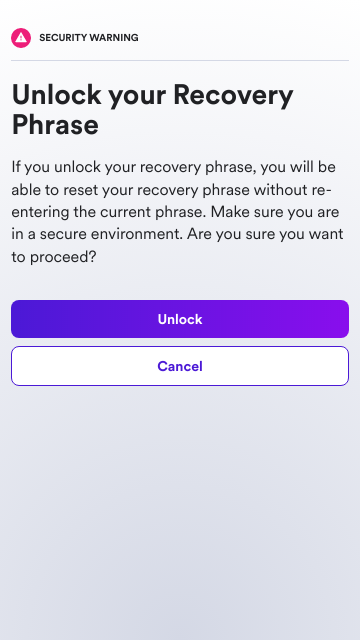 SECURITY WARNING
Unlock your Recovery
Phrase
If you unlock your recovery phrase, you will be
able to reset your recovery phrase without re-
entering the current phrase. Make sure you are
in a secure environment. Are you sure you want
to proceed?
Unlock
Cancel